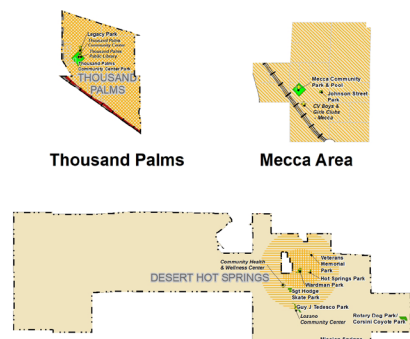 Legacy Park
Thousand Palms
Community Center
Thousand Palms
Public Library
Thousand Palms
Community Center Park
THOUSAND
PALMS
Mecca Community
Park & Pool
Johnson Street
Park
CV Boys &
Girls Clubs
- Mecca
Thousand Palms
Mecca Area
Community Health
& Wellness Center
DESERT HOT SPRINGS
Veterans
Memorial
Park
Hot Springs Park
Wardman Park
Sgt Hodge
Skate Park
Guy J Tedesco Park
Lozano
Community Center
Rotary Dog Park/
Corsini Coyote Park